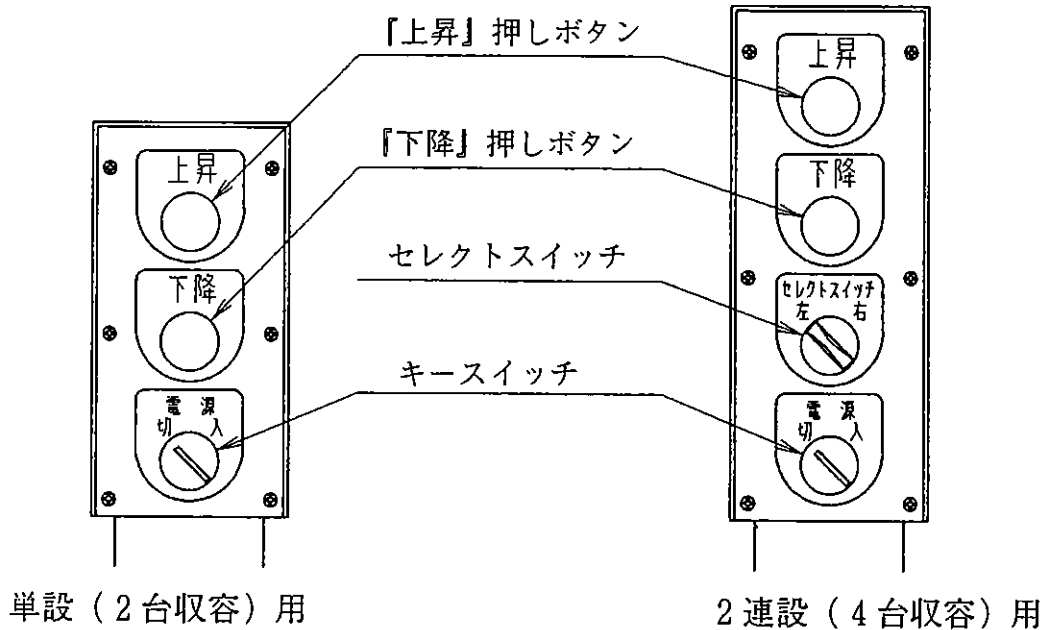 『上昇』押しボタン
『下降』押しボタン
セレクトスイッチ
キースイッチ
上昇
下降
電源
切 入
単設(2台収容)用
上昇
下降
セレクトスイッチ
左 右
電源
切 入
2連設(4台収容)用